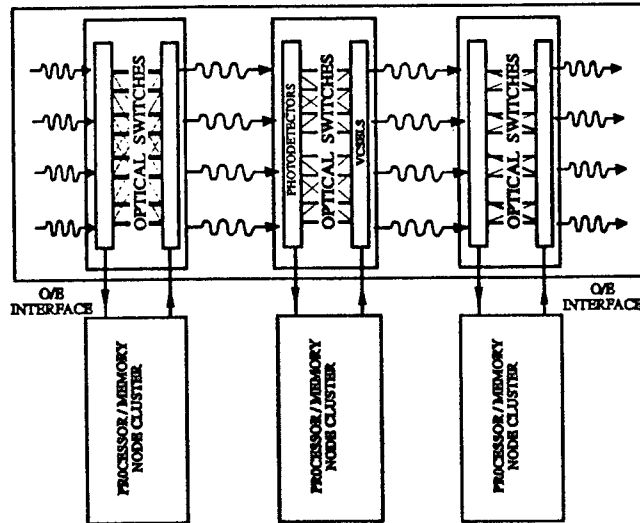 OPTICAL SWITCHES
PHOTODETECTORS
OPTICAL SWITCHES
VCSELS
OPTICAL SWITCHES
O/E
INTERFACE
O/E
INTERFACE
PROCESSOR / MEMORY
NODE CLUSTER
PROCESSOR / MEMORY
NODE CLUSTER
PROCESSOR / MEMORY
NODE CLUSTER